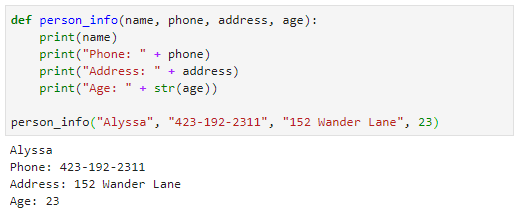 def person_info(name, phone, address, age):
    print(name)
    print("Phone: " + phone)
    print("Address: " + address)
    print("Age: " + str(age))
person_info("Alyssa", "423-192-2311", "152 Wander Lane", 23)
Alyssa
Phone: 423-192-2311
Address: 152 Wander Lane
Age: 23